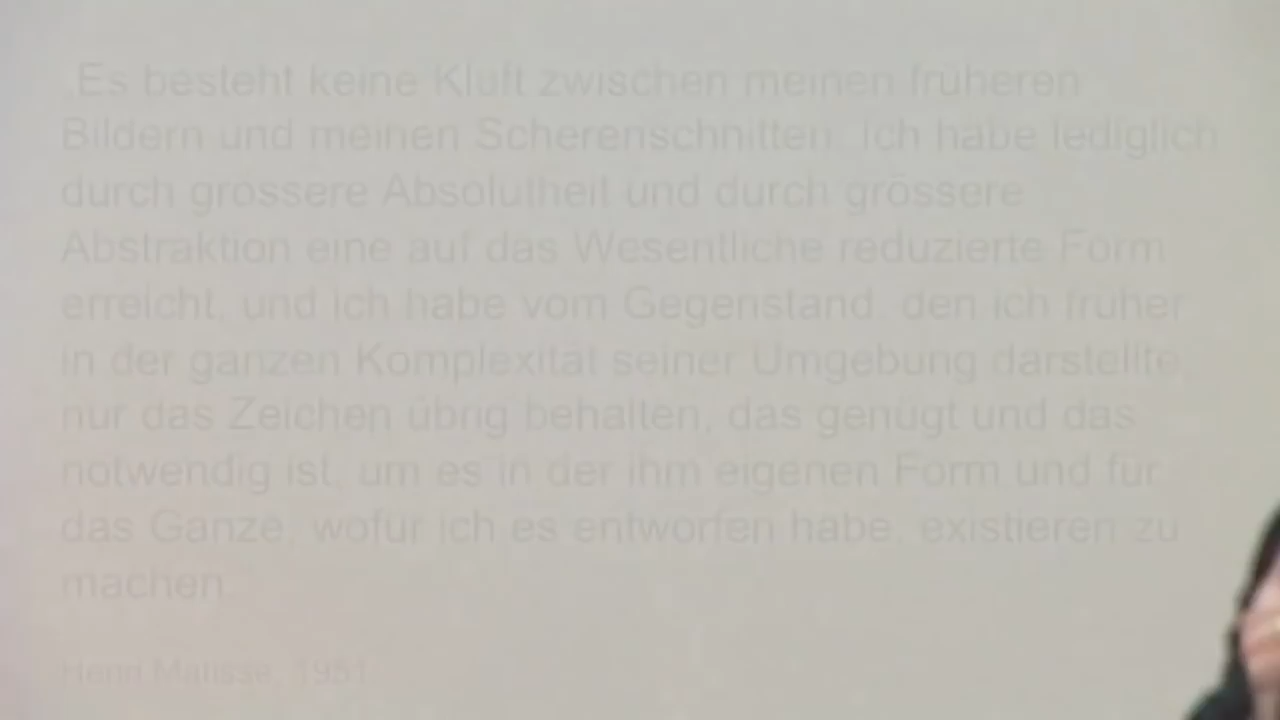 „Es besteht keine Kluft zwischen meinen früheren
Bildern und meinen Scherenschnitten. Ich habe lediglich
durch grössere Absolutheit und durch grössere
Abstraktion eine auf das Wesentliche reduzierte Form
erreicht, und ich habe vom Gegenstand, den ich früher
in der ganzen Komplexität seiner Umgebung darstellte,
nur das Zeichen übrig behalten, das genügt und das
notwendig ist, um es in der ihm eigenen Form und für
das Ganze, wofür ich es entworfen habe, existieren zu
machen.“
Henri Matisse, 1951